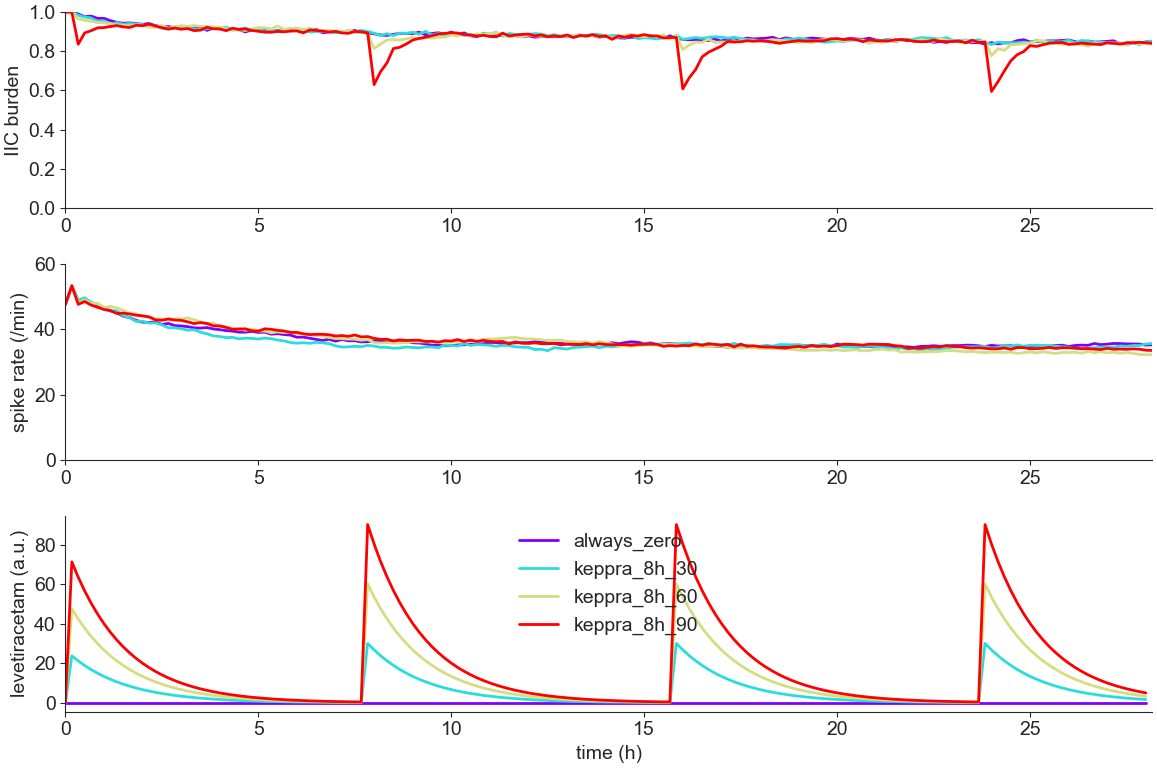 IIC burden
1.0
0.8
0.6
0.4
0.2
0.0
0 5 10 15 20 25
spike rate (/min)
60
40
20
0
0 5 10 15 20 25
levetiracetam (a.u.)
80
60
40
20
0
always_zero
keppra_8h_30
keppra_8h_60
keppra_8h_90
0 5 10 15 20 25
time (h)